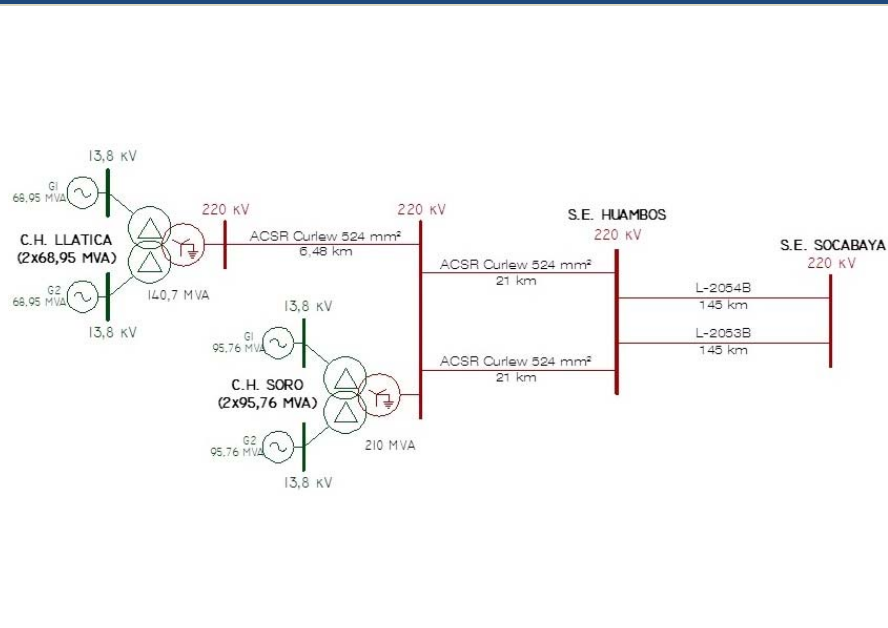 13,8 kV
G1
68,95 MVA
C.H. LLATICA
(2x68,95 MVA)
G2
68,95 MVA
13,8 kV
140,7 MVA
220 kV
ACSR Curlew 524 mm²
6,48 km
220 kV
13,8 kV
G1
95,76 MVA
C.H. SORO
(2x95,76 MVA)
G2
95,76 MVA
13,8 kV
210 MVA
ACSR Curlew 524 mm²
21 km
ACSR Curlew 524 mm²
21 km
S.E. HUAMBOS
220 kV
L-2054B
145 km
L-2053B
145 km
S.E. SOCABAYA
220 kV